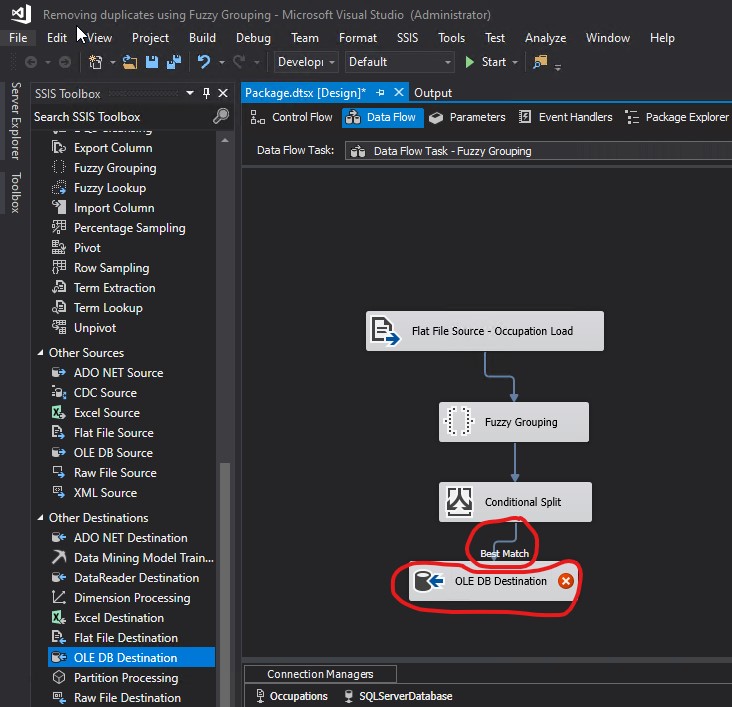 Removing duplicates using Fuzzy Grouping - Microsoft Visual Studio (Administrator)
File Edit View Project Build Debug Team Format SSIS Tools Test Analyze Window Help
Develop Default Start
Server Explorer
Toolbox
SSIS Toolbox
Search SSIS Toolbox
Export Column
Fuzzy Grouping
Fuzzy Lookup
Import Column
Percentage Sampling
Pivot
Row Sampling
Term Extraction
Term Lookup
Unpivot
Other Sources
ADO NET Source
CDC Source
Excel Source
Flat File Source
OLE DB Source
Raw File Source
XML Source
Other Destinations
ADO NET Destination
Data Mining Model Train...
DataReader Destination
Dimension Processing
Excel Destination
Flat File Destination
OLE DB Destination
Partition Processing
Raw File Destination
Package.dtsx [Design]* Output
Control Flow Data Flow Parameters Event Handlers Package Explorer
Data Flow Task: Data Flow Task - Fuzzy Grouping
Flat File Source - Occupation Load
Fuzzy Grouping
Conditional Split
Best Match
OLE DB Destination
Connection Managers
Occupations SQLServerDatabase